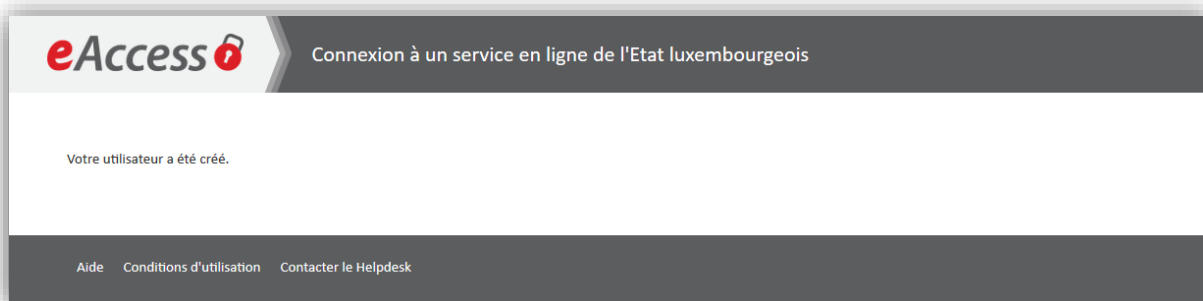 eAccess
Connexion à un service en ligne de l'Etat luxembourgeois
Votre utilisateur a été créé.
Aide Conditions d'utilisation Contacter le Helpdesk